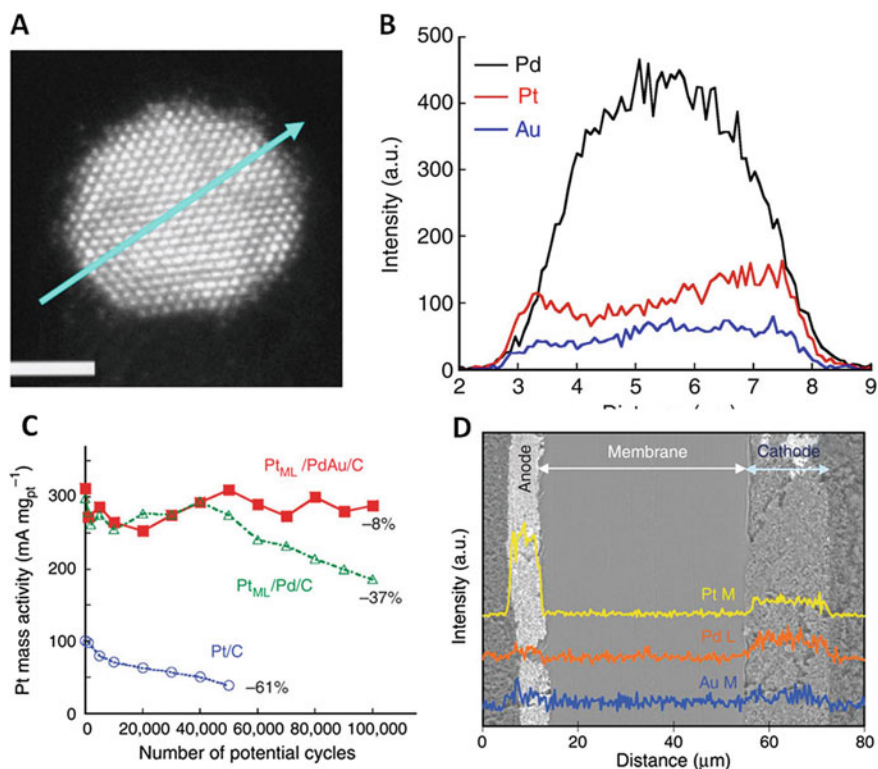 A
B
500
400
300
200
100
0
Intensity (a.u.)
Pd
Pt
Au
2 3 4 5 6 7 8 9
C
Pt mass activity (mA mgpt−1)
300
200
100
0
PtML/PdAu/C
−8%
−37%
PtML/Pd/C
Pt/C
−61%
0 20,000 40,000 60,000 80,000 100,000
Number of potential cycles
D
Intensity (a.u.)
Anode
Membrane
Cathode
Pt M
Pd L
Au M
0 20 40 60 80
Distance (μm)